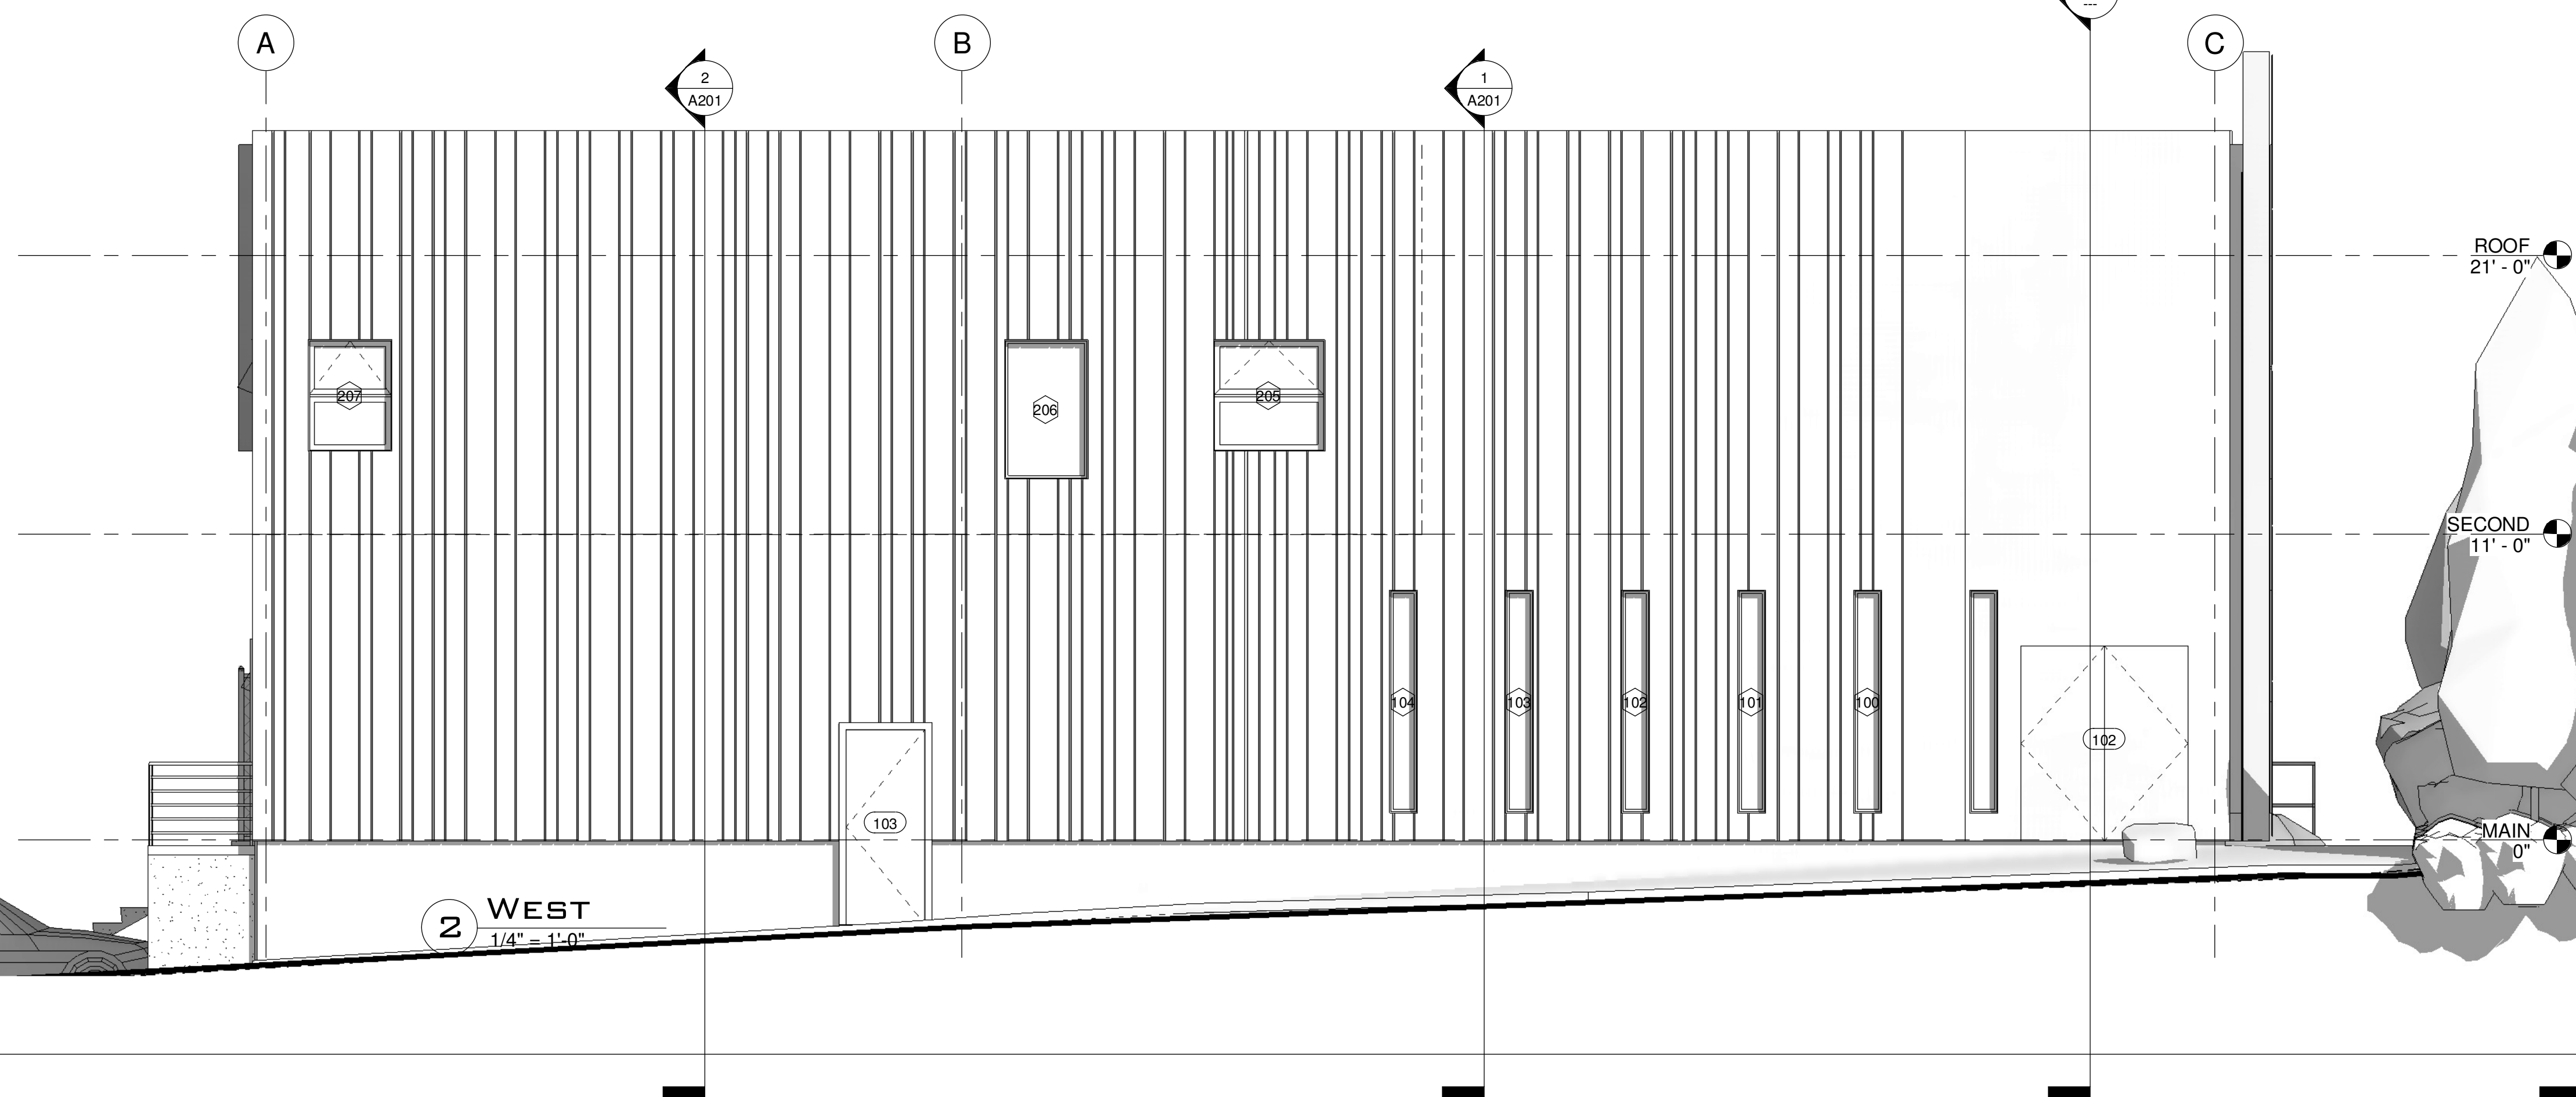 ---
A
B
C
2
A201
1
A201
ROOF
21' - 0"
207
206
205
SECOND
11' - 0"
104
103
102
101
100
102
103
MAIN
0"
2
WEST
1/4" = 1'-0"